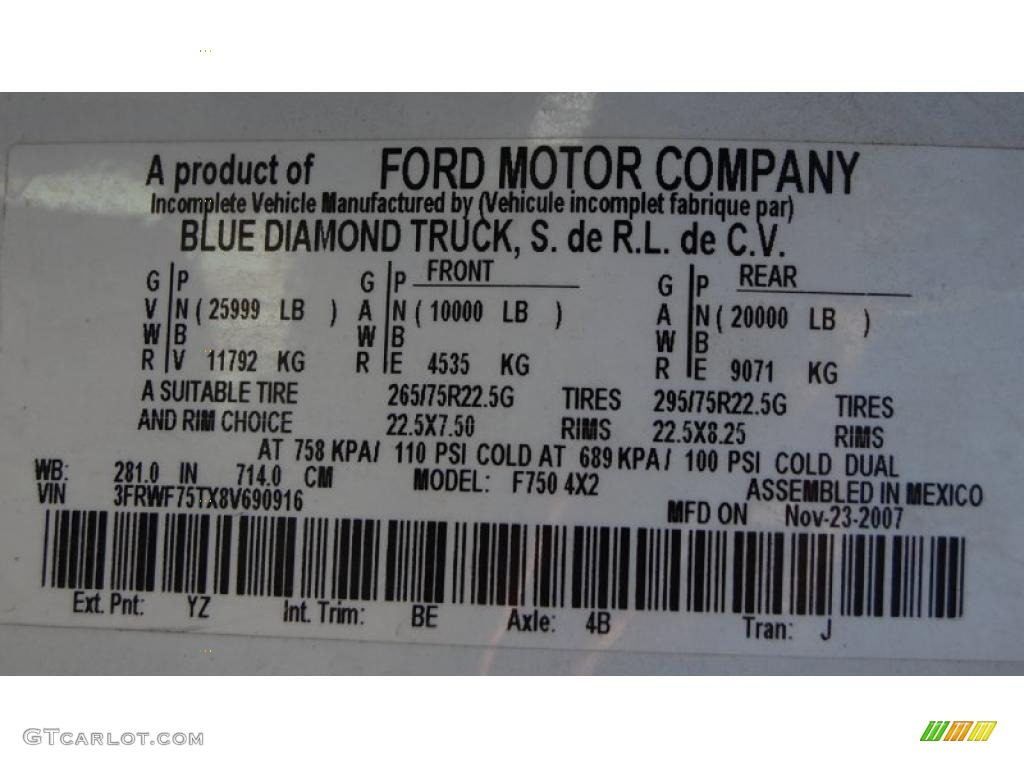 A product of FORD MOTOR COMPANY
Incomplete Vehicle Manufactured by (Vehicule incomplet fabrique par)
BLUE DIAMOND TRUCK, S. de R.L. de C.V.
G P G P FRONT G P REAR
V N ( 25999 LB ) A N ( 10000 LB ) A N ( 20000 LB )
W B W B W B
R V 11792 KG R E 4535 KG R E 9071 KG
A SUITABLE TIRE 265/75R22.5G TIRES 295/75R22.5G TIRES
AND RIM CHOICE 22.5X7.50 RIMS 22.5X8.25 RIMS
AT 758 KPA/ 110 PSI COLD AT 689 KPA/ 100 PSI COLD DUAL
WB: 281.0 IN 714.0 CM MODEL: F750 4X2 ASSEMBLED IN MEXICO
VIN 3FRWF75TX8V690916 MFD ON Nov-23-2007
Ext. Pnt: YZ Int. Trim: BE Axle: 4B Tran: J
GTCARLOT.COM